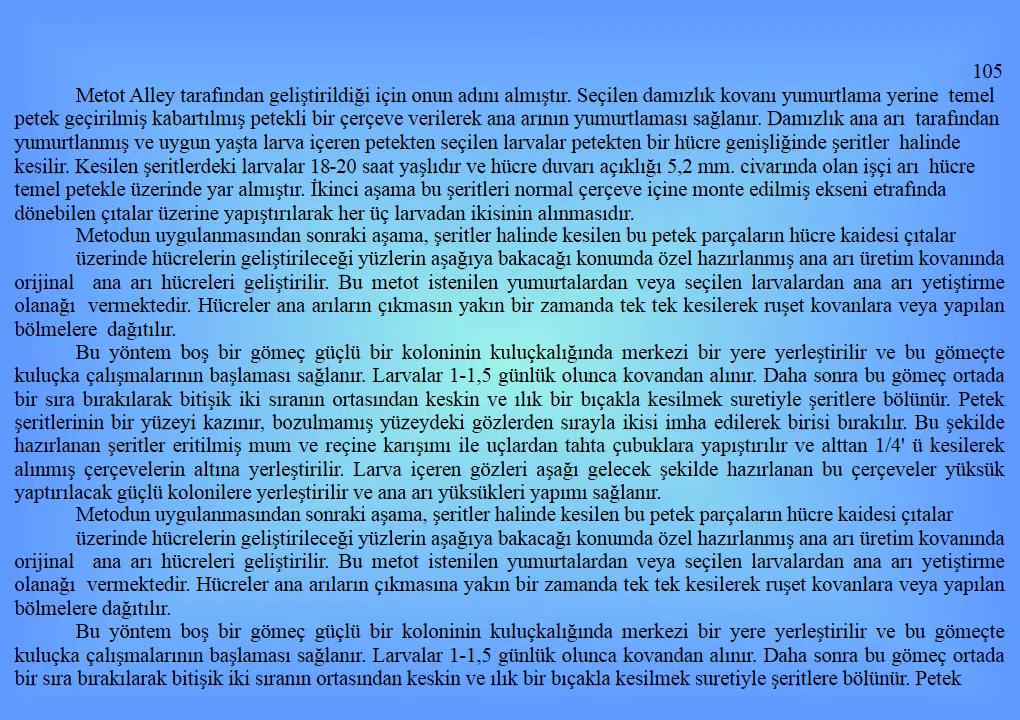 105
Metot Alley tarafından geliştirildiği için onun adını almıştır. Seçilen damızlık kovanı yumurtlama yerine temel
petek geçirilmiş kabartılmış petekli bir çerçeve verilerek ana arının yumurtlaması sağlanır. Damızlık ana arı tarafından
yumurtlanmış ve uygun yaşta larva içeren petekten seçilen larvalar petekten bir hücre genişliğinde şeritler halinde
kesilir. Kesilen şeritlerdeki larvalar 18-20 saat yaşlıdır ve hücre duvarı açıklığı 5,2 mm. civarında olan işçi arı hücre
temel petekle üzerinde yar almıştır. İkinci aşama bu şeritleri normal çerçeve içine monte edilmiş ekseni etrafında
dönebilen çıtalar üzerine yapıştırılarak her üç larvadan ikisinin alınmasıdır.
Metodun uygulanmasından sonraki aşama, şeritler halinde kesilen bu petek parçaların hücre kaidesi çıtalar
üzerinde hücrelerin geliştirileceği yüzlerin aşağıya bakacağı konumda özel hazırlanmış ana arı üretim kovanında
orijinal ana arı hücreleri geliştirilir. Bu metot istenilen yumurtalardan veya seçilen larvalardan ana arı yetiştirme
olanağı vermektedir. Hücreler ana arıların çıkmasın yakın bir zamanda tek tek kesilerek ruşet kovanlara veya yapılan
bölmelere dağıtılır.
Bu yöntem boş bir gömeç güçlü bir koloninin kuluçkalığında merkezi bir yere yerleştirilir ve bu gömeçte
kuluçka çalışmalarının başlaması sağlanır. Larvalar 1-1,5 günlük olunca kovandan alınır. Daha sonra bu gömeç ortada
bir sıra bırakılarak bitişik iki sıranın ortasından keskin ve ılık bir bıçakla kesilmek suretiyle şeritlere bölünür. Petek
şeritlerinin bir yüzeyi kazınır, bozulmamış yüzeydeki gözlerden sırayla ikisi imha edilerek birisi bırakılır. Bu şekilde
hazırlanan şeritler eritilmiş mum ve reçine karışımı ile uçlardan tahta çubuklara yapıştırılır ve alttan 1/4' ü kesilerek
alınmış çerçevelerin altına yerleştirilir. Larva içeren gözleri aşağı gelecek şekilde hazırlanan bu çerçeveler yüksük
yaptırılacak güçlü kolonilere yerleştirilir ve ana arı yüksükleri yapımı sağlanır.
Metodun uygulanmasından sonraki aşama, şeritler halinde kesilen bu petek parçaların hücre kaidesi çıtalar
üzerinde hücrelerin geliştirileceği yüzlerin aşağıya bakacağı konumda özel hazırlanmış ana arı üretim kovanında
orijinal ana arı hücreleri geliştirilir. Bu metot istenilen yumurtalardan veya seçilen larvalardan ana arı yetiştirme
olanağı vermektedir. Hücreler ana arıların çıkmasına yakın bir zamanda tek tek kesilerek ruşet kovanlara veya yapılan
bölmelere dağıtılır.
Bu yöntem boş bir gömeç güçlü bir koloninin kuluçkalığında merkezi bir yere yerleştirilir ve bu gömeçte
kuluçka çalışmalarının başlaması sağlanır. Larvalar 1-1,5 günlük olunca kovandan alınır. Daha sonra bu gömeç ortada
bir sıra bırakılarak bitişik iki sıranın ortasından keskin ve ılık bir bıçakla kesilmek suretiyle şeritlere bölünür. Petek